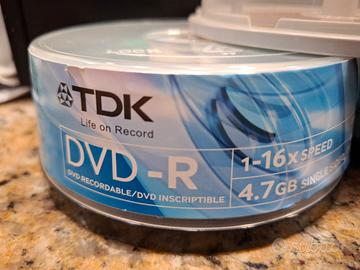 TDK
Life on Record
DVD-R
DVD RECORDABLE/DVD INSCRIPTIBLE
1-16x SPEED
4.7GB SINGLE